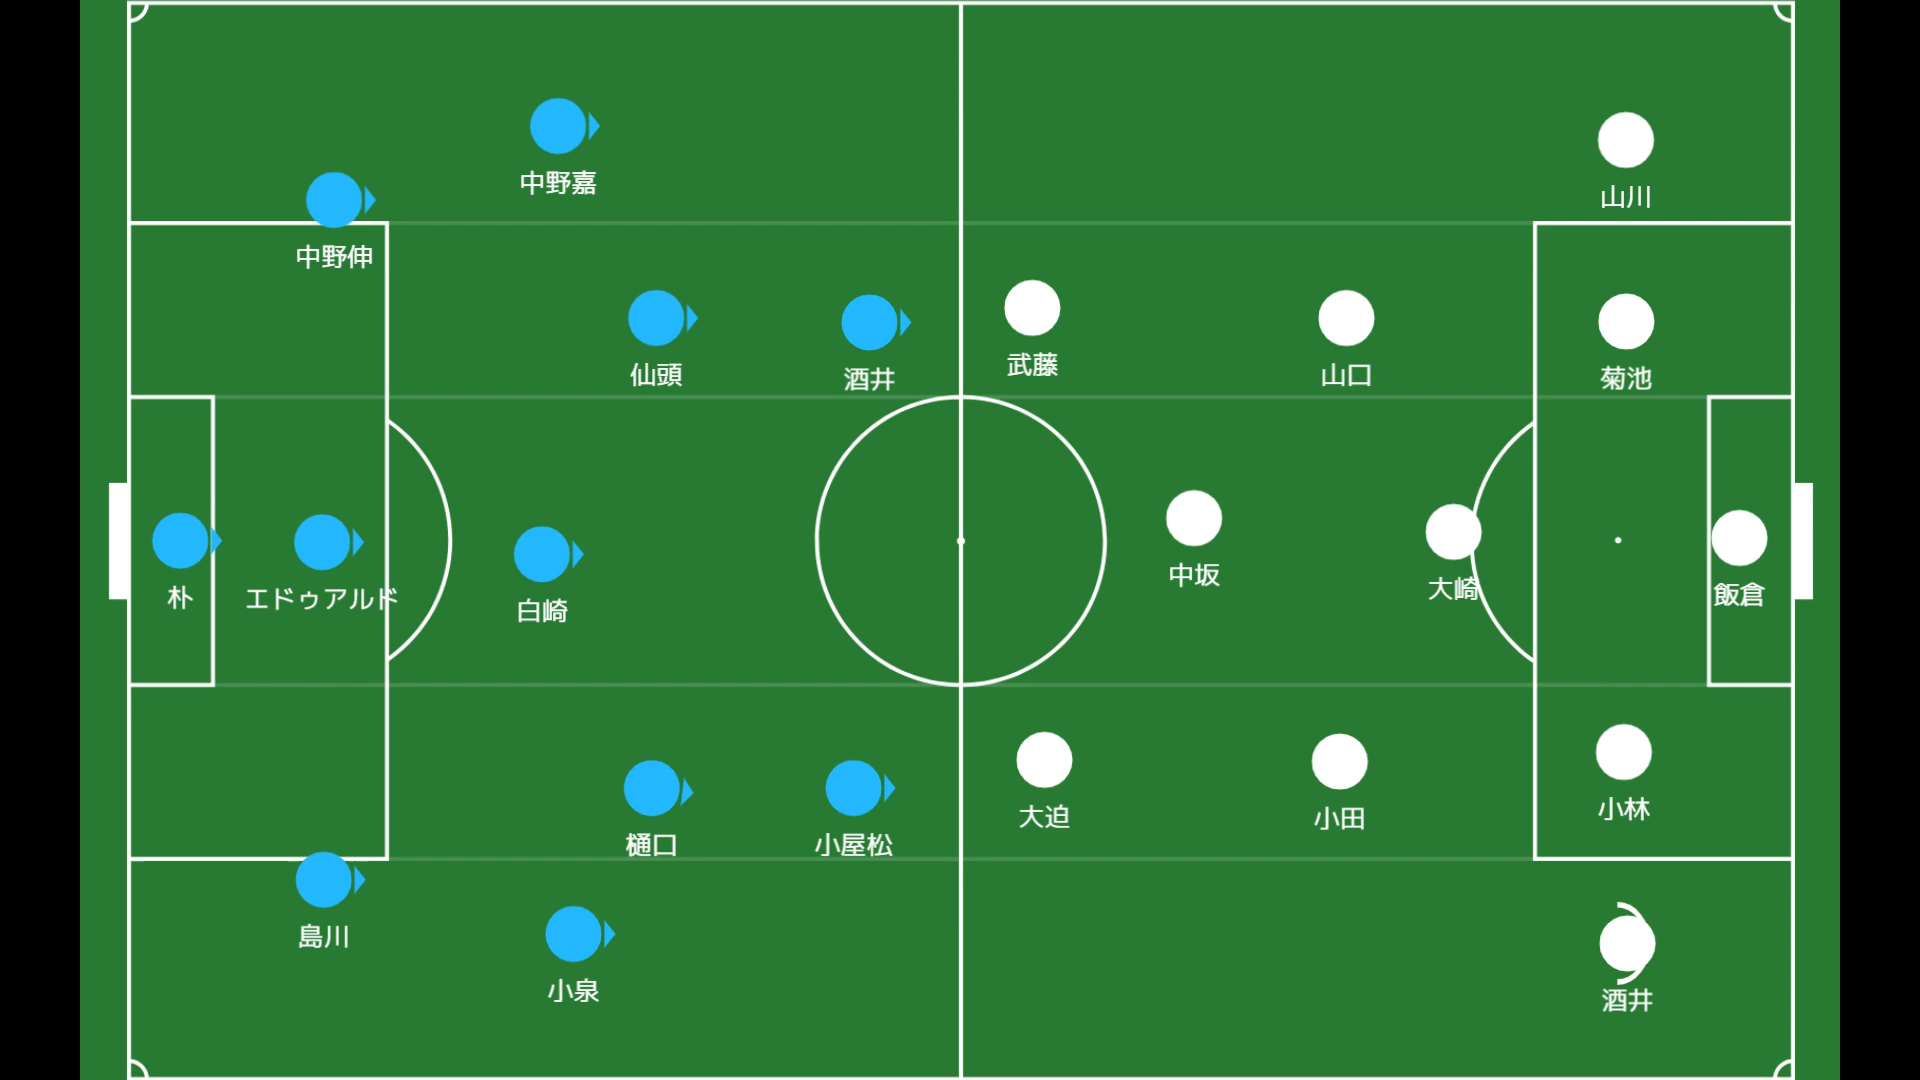 中野嘉
山川
中野伸
仙頭
酒井
武藤
山口
菊池
朴
エドゥアルド
白崎
中坂
大崎
飯倉
樋口
小屋松
大迫
小田
小林
島川
小泉
酒井